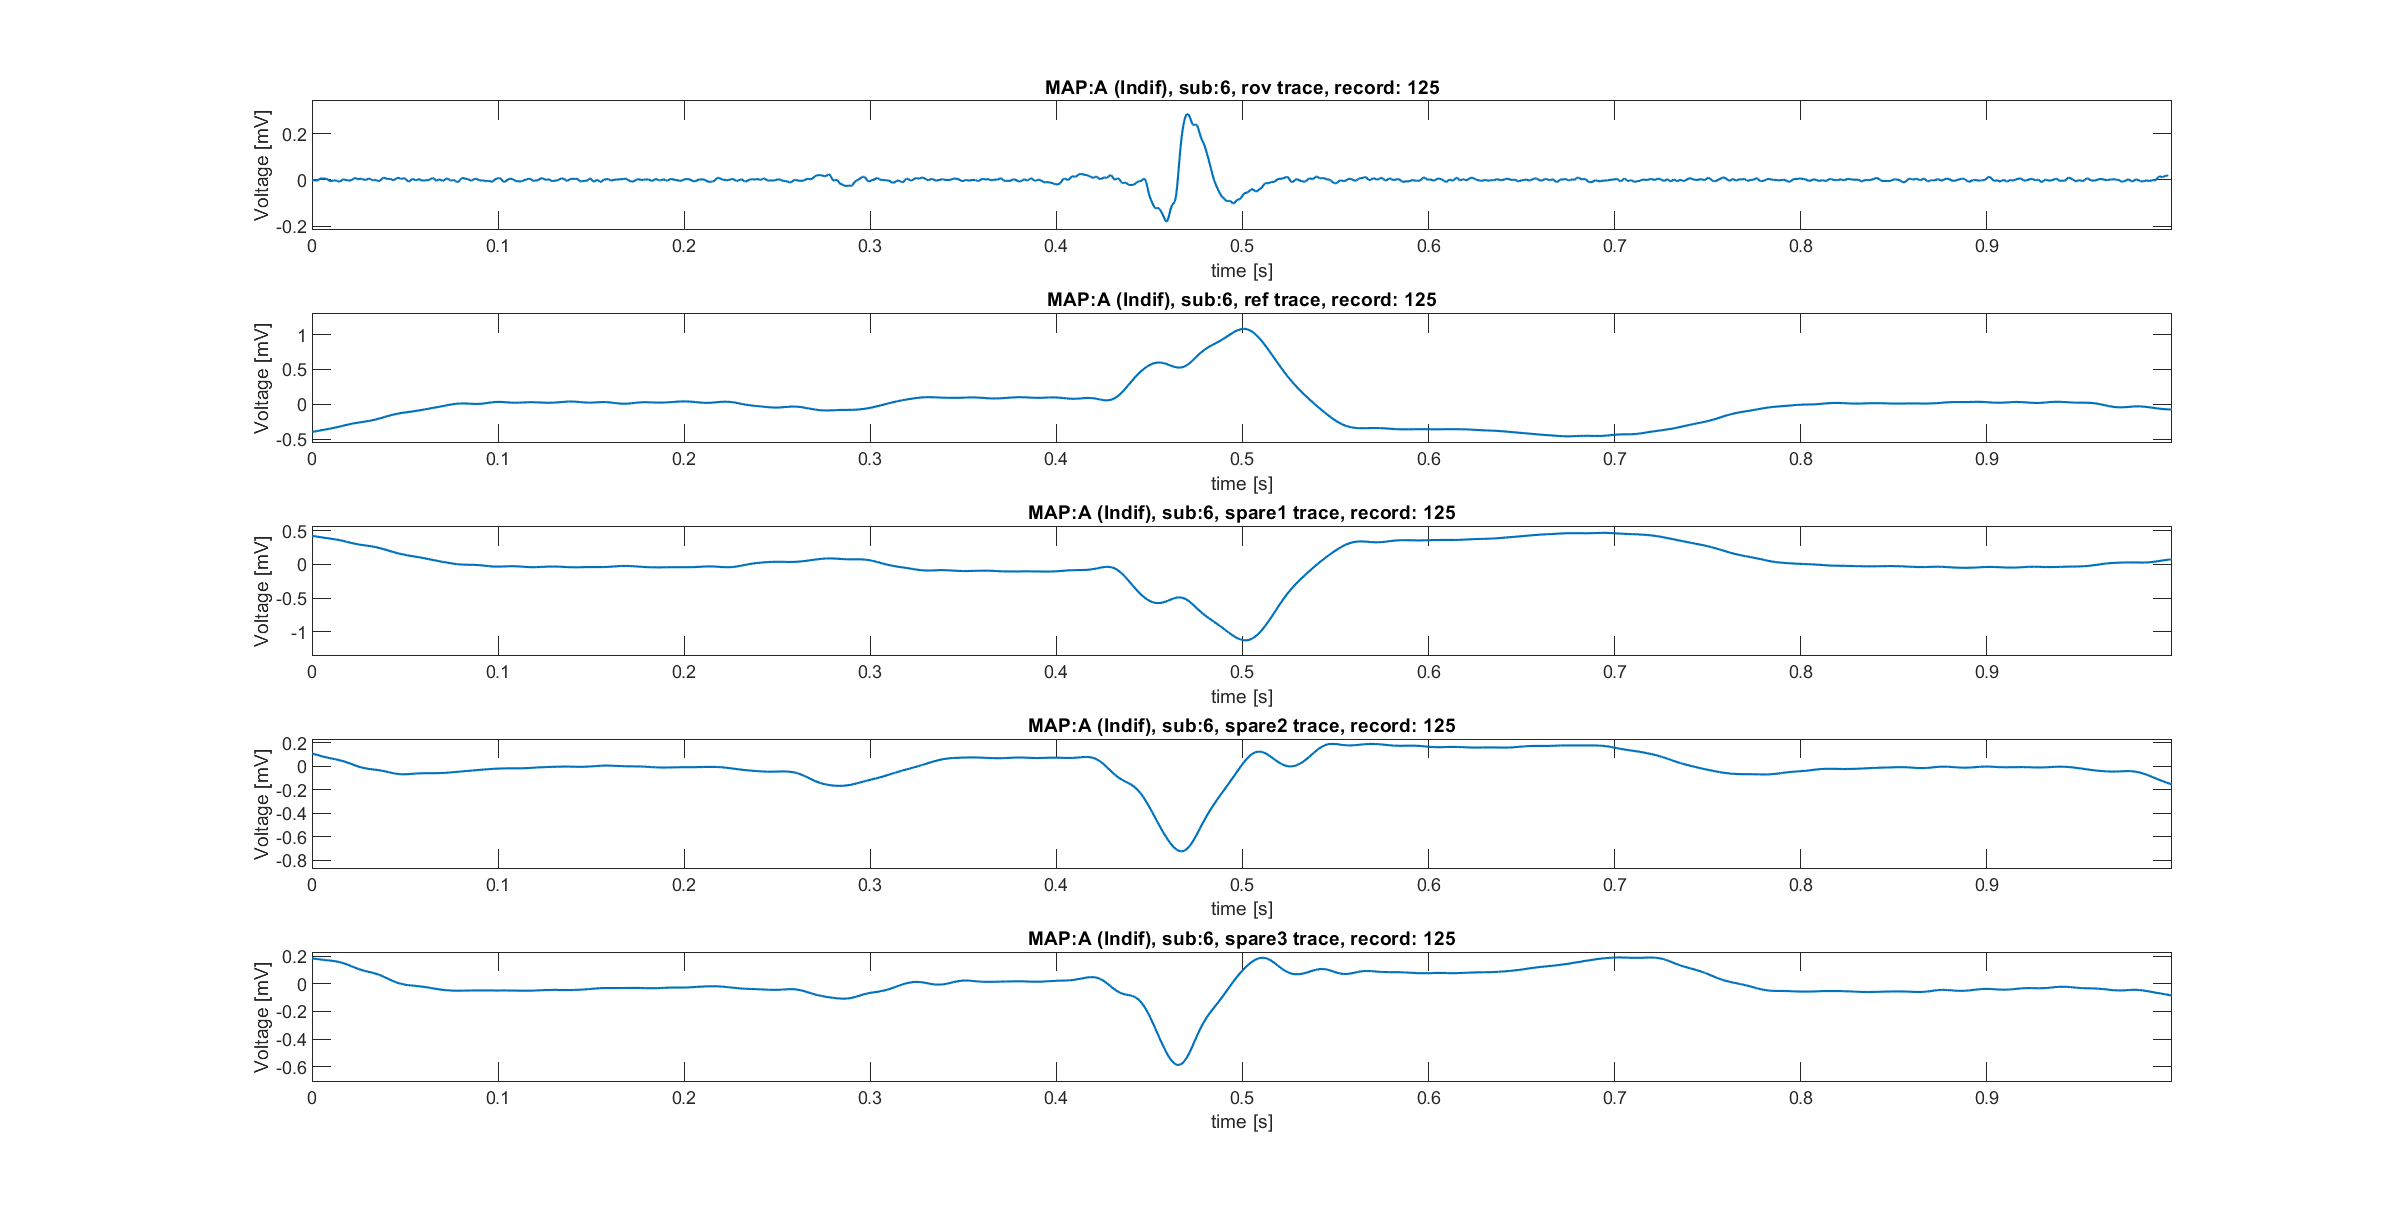 MAP:A (Indif), sub:6, rov trace, record: 125
Voltage [mV]
0.2
0
-0.2
0 0.1 0.2 0.3 0.4 0.5 0.6 0.7 0.8 0.9
time [s]
MAP:A (Indif), sub:6, ref trace, record: 125
Voltage [mV]
1
0.5
0
-0.5
0 0.1 0.2 0.3 0.4 0.5 0.6 0.7 0.8 0.9
time [s]
MAP:A (Indif), sub:6, spare1 trace, record: 125
Voltage [mV]
0.5
0
-0.5
-1
0 0.1 0.2 0.3 0.4 0.5 0.6 0.7 0.8 0.9
time [s]
MAP:A (Indif), sub:6, spare2 trace, record: 125
Voltage [mV]
0.2
0
-0.2
-0.4
-0.6
-0.8
0 0.1 0.2 0.3 0.4 0.5 0.6 0.7 0.8 0.9
time [s]
MAP:A (Indif), sub:6, spare3 trace, record: 125
Voltage [mV]
0.2
0
-0.2
-0.4
-0.6
0 0.1 0.2 0.3 0.4 0.5 0.6 0.7 0.8 0.9
time [s]